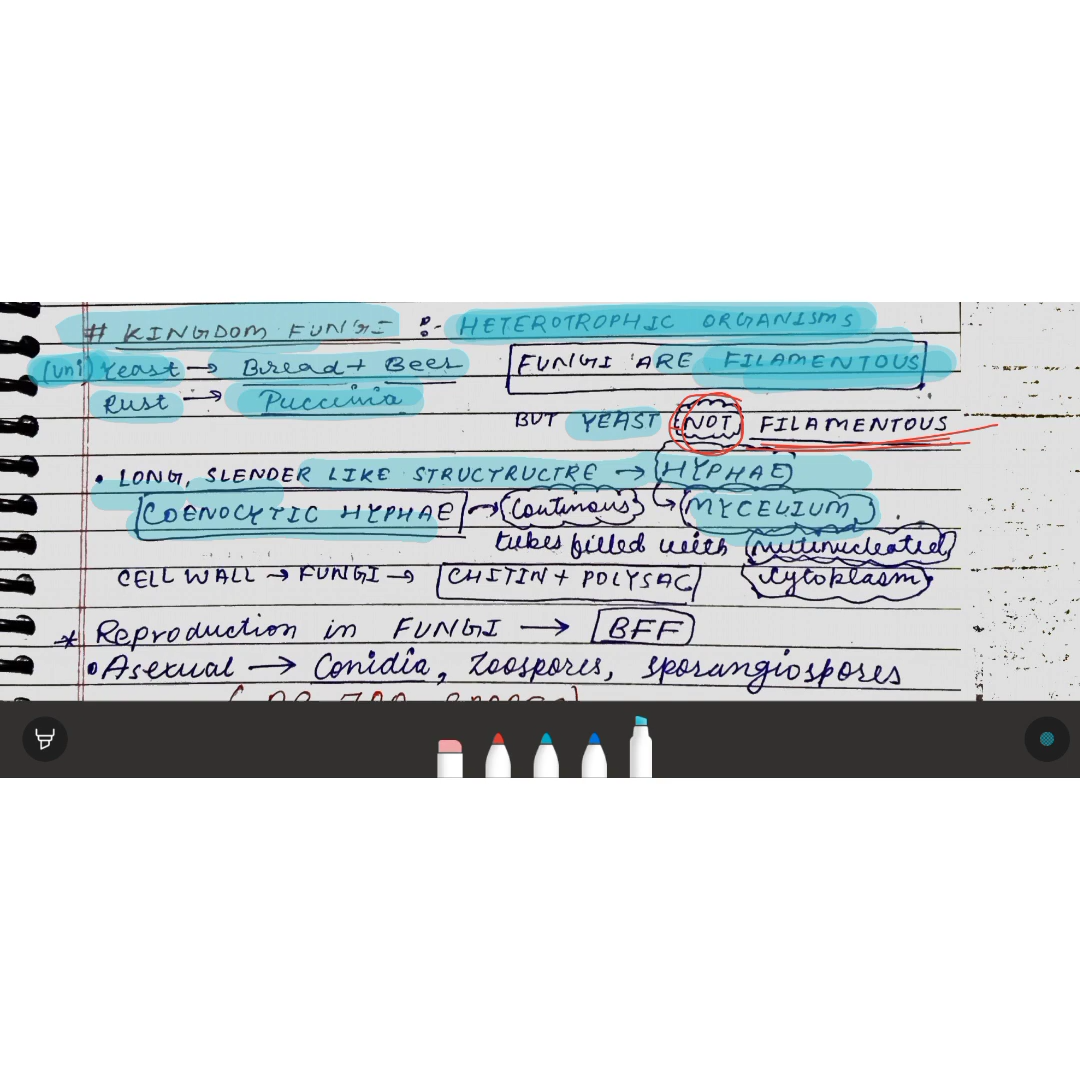 # KINGDOM FUNGI :- HETEROTROPHIC ORGANISMS
(uni) Yeast → Bread + Beer
FUNGI ARE FILAMENTOUS
Rust → Puccinia
BUT YEAST NOT FILAMENTOUS
• LONG, SLENDER LIKE STRUCTRUCTRE → HYPHAE
COENOCYTIC HYPHAE → Continous ↳ MYCELIUM
tubes filled with multinucleated
CELL WALL → FUNGI → CHITIN + POLYSAC cytoplasm
* Reproduction in FUNGI → BFF
• Asexual → Conidia, Zoospores, sporangiospores